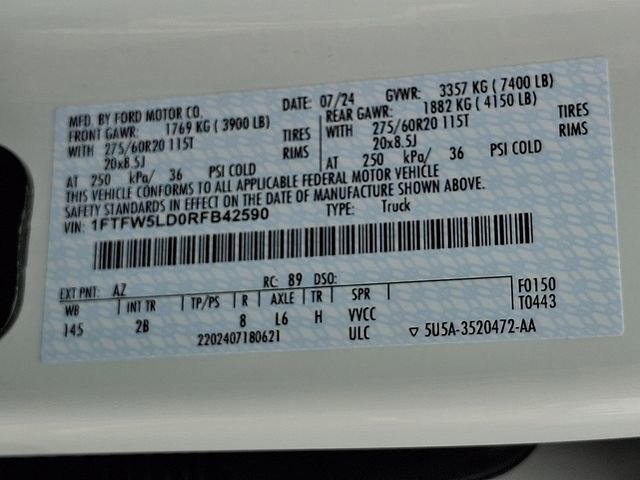 MFD. BY FORD MOTOR CO. DATE: 07/24 GVWR: 3357 KG ( 7400 LB)
FRONT GAWR: 1769 KG ( 3900 LB) REAR GAWR: 1882 KG ( 4150 LB)
WITH 275/60R20 115T TIRES WITH 275/60R20 115T TIRES
20x8.5J RIMS 20x8.5J RIMS
AT 250 kPa/ 36 PSI COLD AT 250 kPa/ 36 PSI COLD
THIS VEHICLE CONFORMS TO ALL APPLICABLE FEDERAL MOTOR VEHICLE
SAFETY STANDARDS IN EFFECT ON THE DATE OF MANUFACTURE SHOWN ABOVE.
VIN: 1FTFW5LD0RFB42590 TYPE: Truck
EXT PNT: AZ RC: 89 DSO: F0150
WB INT TR TP/PS R AXLE TR SPR T0443
145 2B 8 L6 H VVCC
2202407180621 ULC ▽ 5U5A-3520472-AA